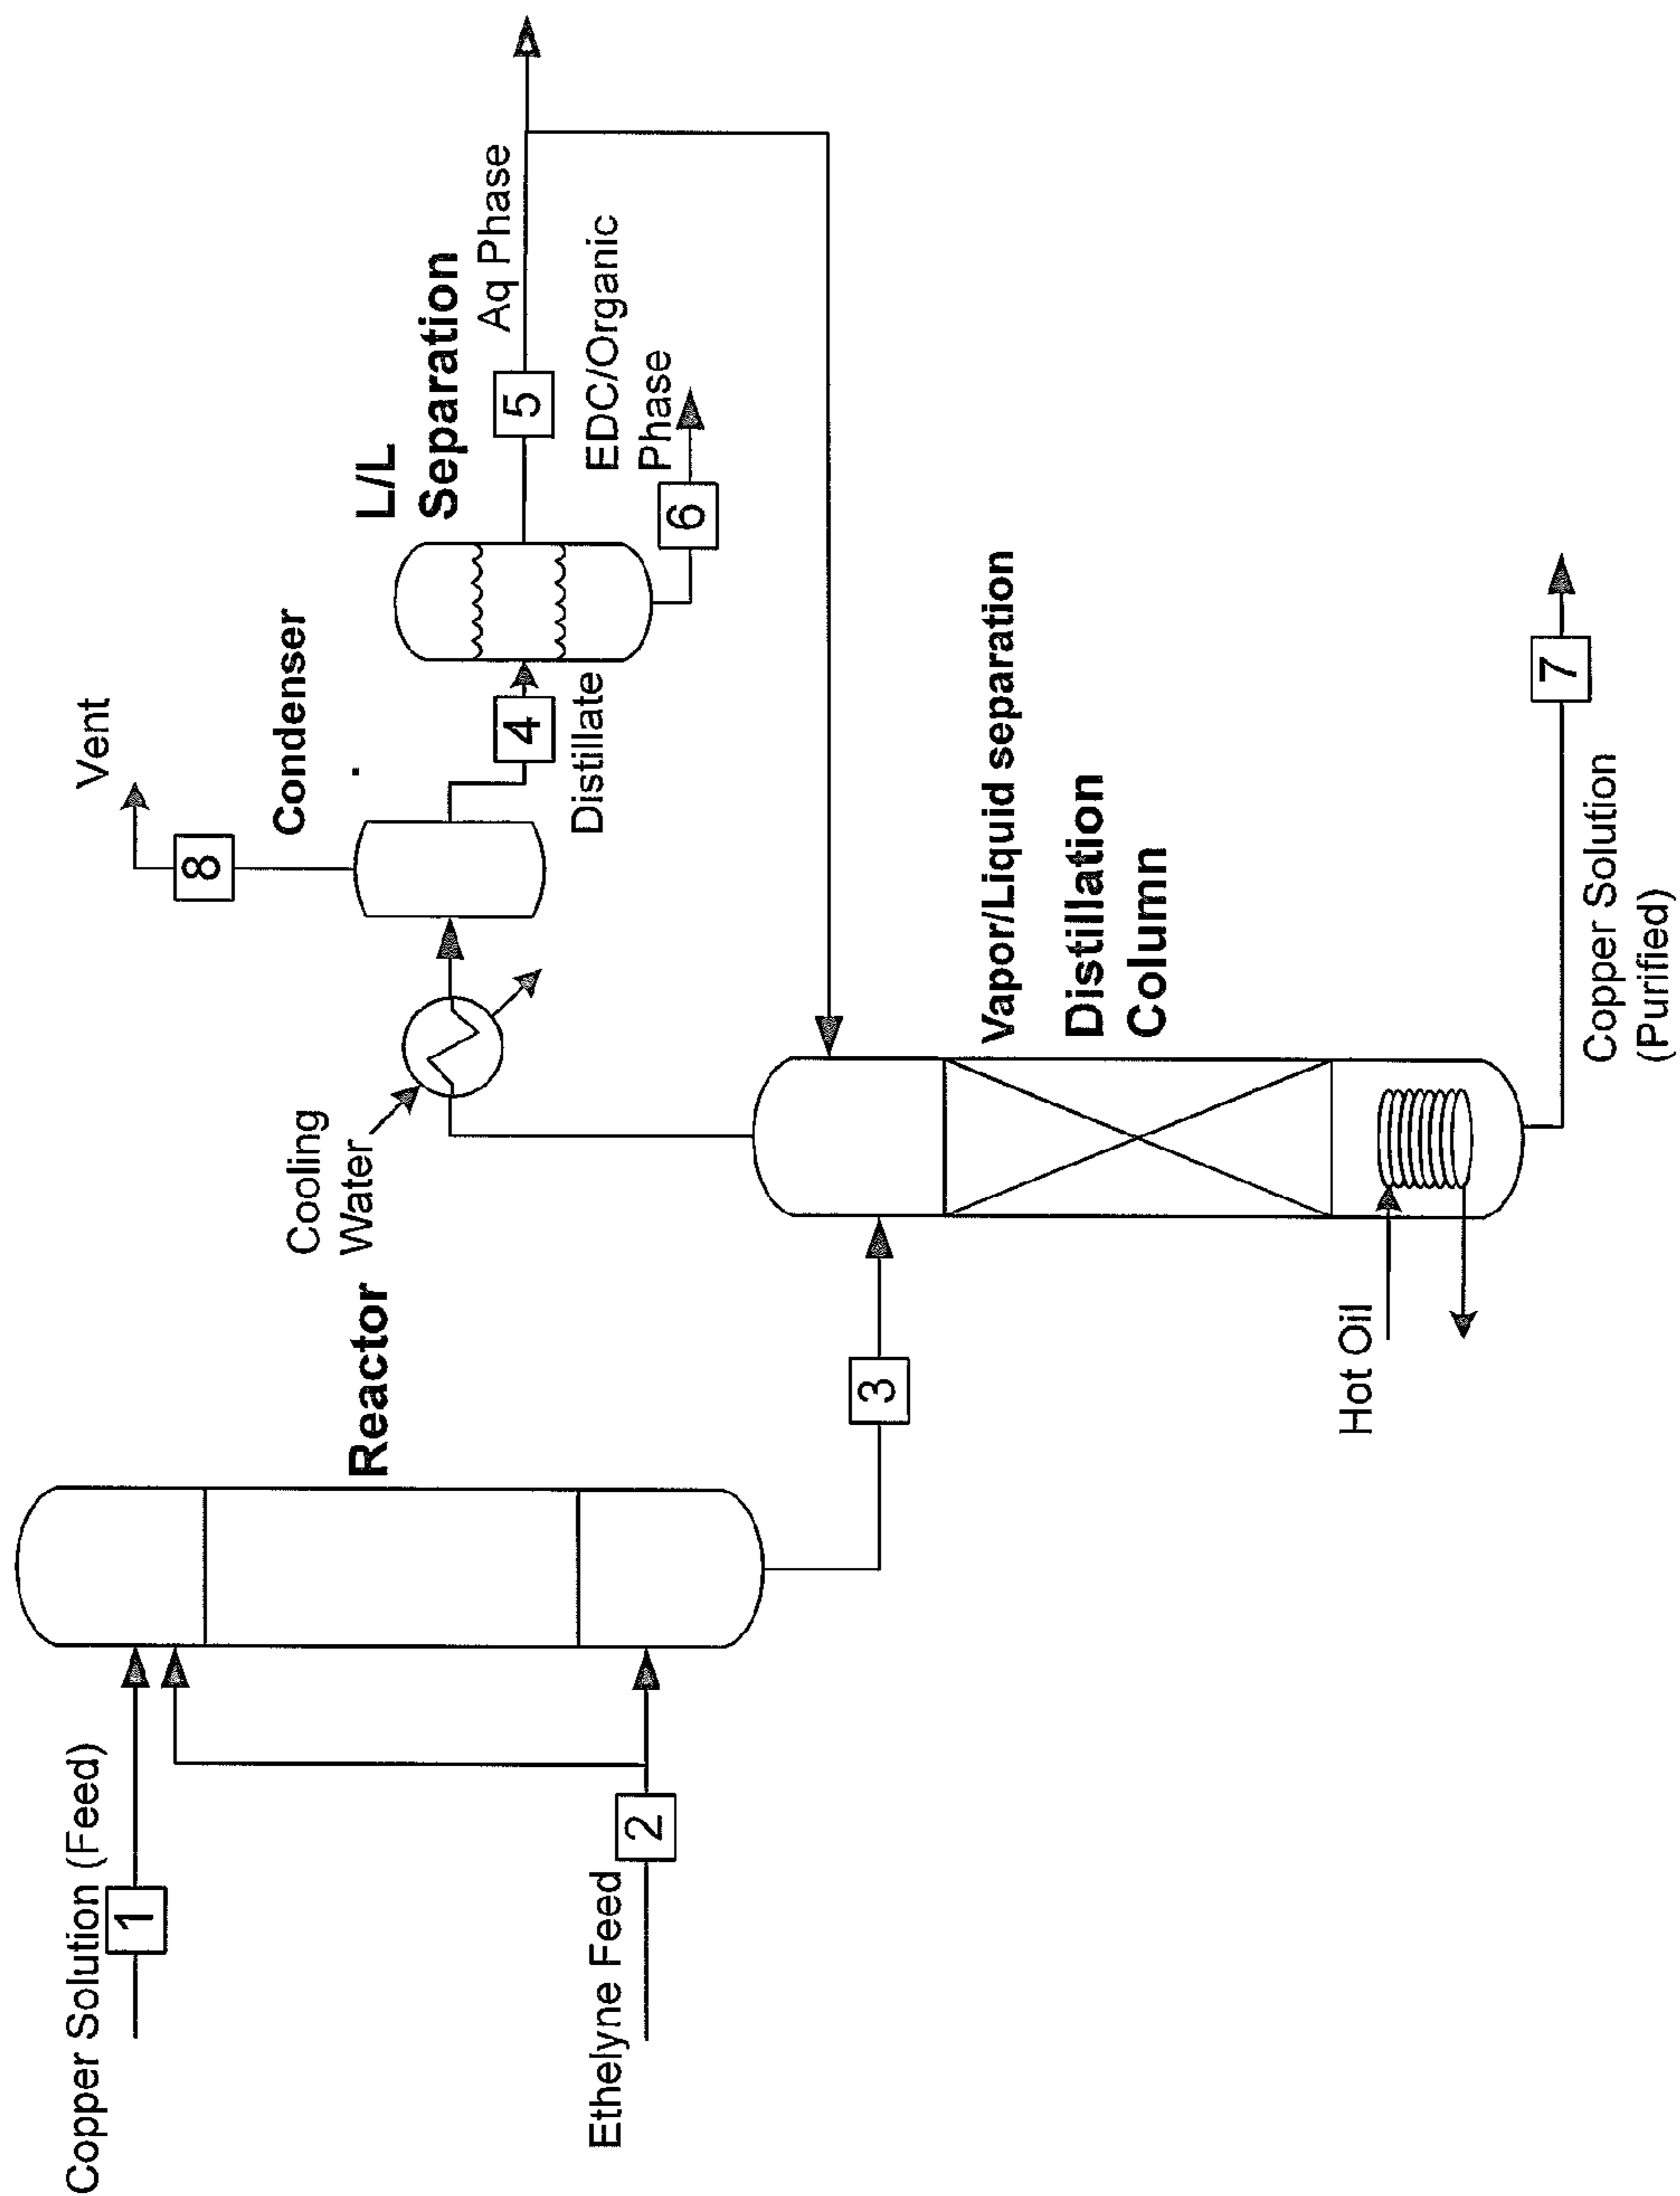 Copper Solution (Feed)
1
Ethelyne Feed
2
Reactor
3
Cooling
Water
Vent
8
Condenser
4
Distillate
L/L
Separation
5
Aq Phase
EDC/Organic
Phase
6
Vapor/Liquid separation
Distillation
Column
Hot Oil
7
Copper Solution
(Purified)